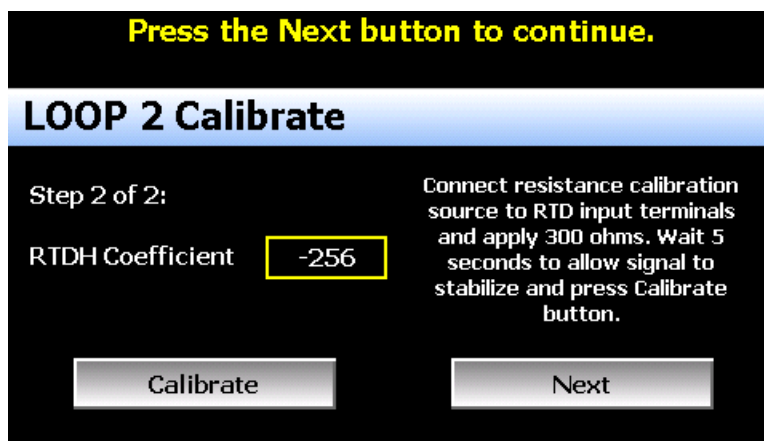 Press the Next button to continue.
LOOP 2 Calibrate
Step 2 of 2:
RTDH Coefficient -256
Connect resistance calibration
source to RTD input terminals
and apply 300 ohms. Wait 5
seconds to allow signal to
stabilize and press Calibrate
button.
Calibrate
Next